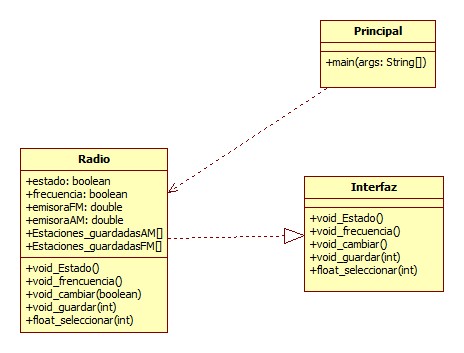 Principal
+main(args: String[])
Radio
+estado: boolean
+frecuencia: boolean
+emisoraFM: double
+emisoraAM: double
+Estaciones_guardadasAM[]
+Estaciones_guardadasFM[]
+void_Estado()
+void_frencuencia()
+void_cambiar(boolean)
+void_guardar(int)
+float_seleccionar(int)
Interfaz
+void_Estado()
+void_frecuencia()
+void_cambiar()
+void_guardar(int)
+float_seleccionar(int)